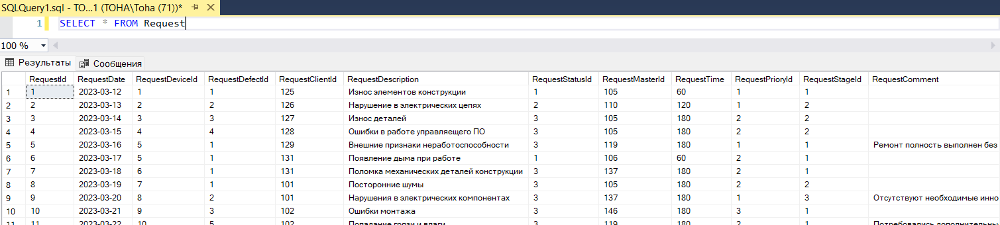 SQLQuery1.sql - TO...1 (TOHA\Toha (71))*
1 SELECT * FROM Request
100 %
Результаты Сообщения
RequestId RequestDate RequestDeviceId RequestDefectId RequestClientId RequestDescription RequestStatusId RequestMasterId RequestTime RequestPrioryId RequestStageId RequestComment
1 1 2023-03-12 1 1 125 Износ элементов конструкции 1 105 60 1 1
2 2 2023-03-13 2 2 126 Нарушение в электрических цепях 2 110 120 1 2
3 3 2023-03-14 3 3 127 Износ деталей 3 105 180 2 2
4 4 2023-03-15 4 4 128 Ошибки в работе управляещего ПО 3 105 180 2 2
5 5 2023-03-16 5 1 129 Внешние признаки неработоспособности 3 119 180 1 1 Ремонт полность выполнен без
6 6 2023-03-17 5 1 131 Появление дыма при работе 1 106 60 2 1
7 7 2023-03-18 6 1 131 Поломка механических деталей конструкции 3 137 180 2 1
8 8 2023-03-19 7 1 101 Посторонние шумы 3 105 180 2 2
9 9 2023-03-20 8 2 101 Нарушения в электрических компонентах 3 137 180 1 3 Отсутствуют необходимые инно
10 10 2023-03-21 9 3 102 Ошибки монтажа 3 146 180 3 1
11 11 2023-03-22 10 5 102 Попадание грязи и влаги 3 119 180 2 1 Потребовались дополнительны